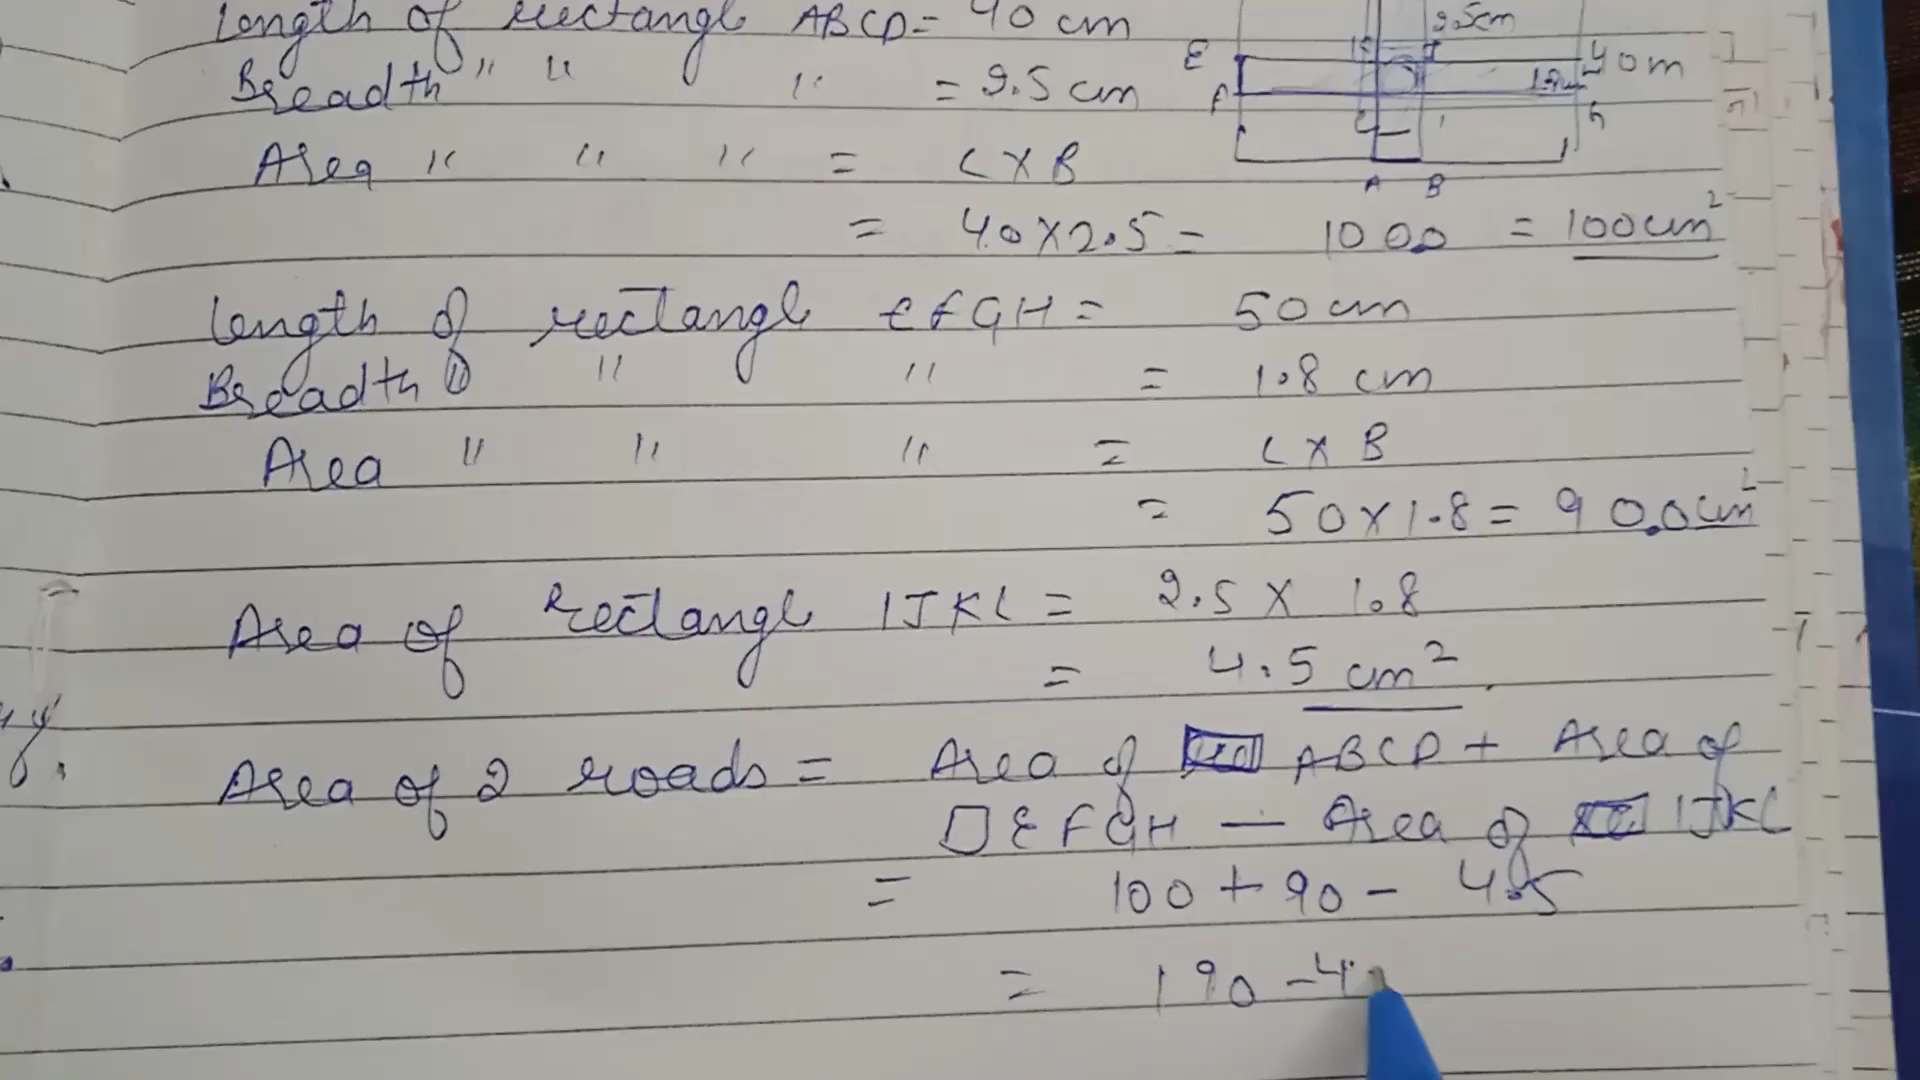 Length of rectangle ABCD = 40 cm
Breadth " " " = 2.5 cm
Area " " " = L X B
= 40 X 2.5 = 100.0 = 100 cm²
2.5cm
E
40m
F
G
A B
Length of rectangle EFGH = 50 cm
Breadth " " " = 1.8 cm
Area " " " = L X B
= 50 X 1.8 = 90.0 cm²
Area of rectangle IJKL = 2.5 X 1.8
= 4.5 cm²
Area of 2 roads = Area of ABCD + Area of
▯ EFGH - Area of IJKL
= 100 + 90 - 4.5
= 190 - 4.